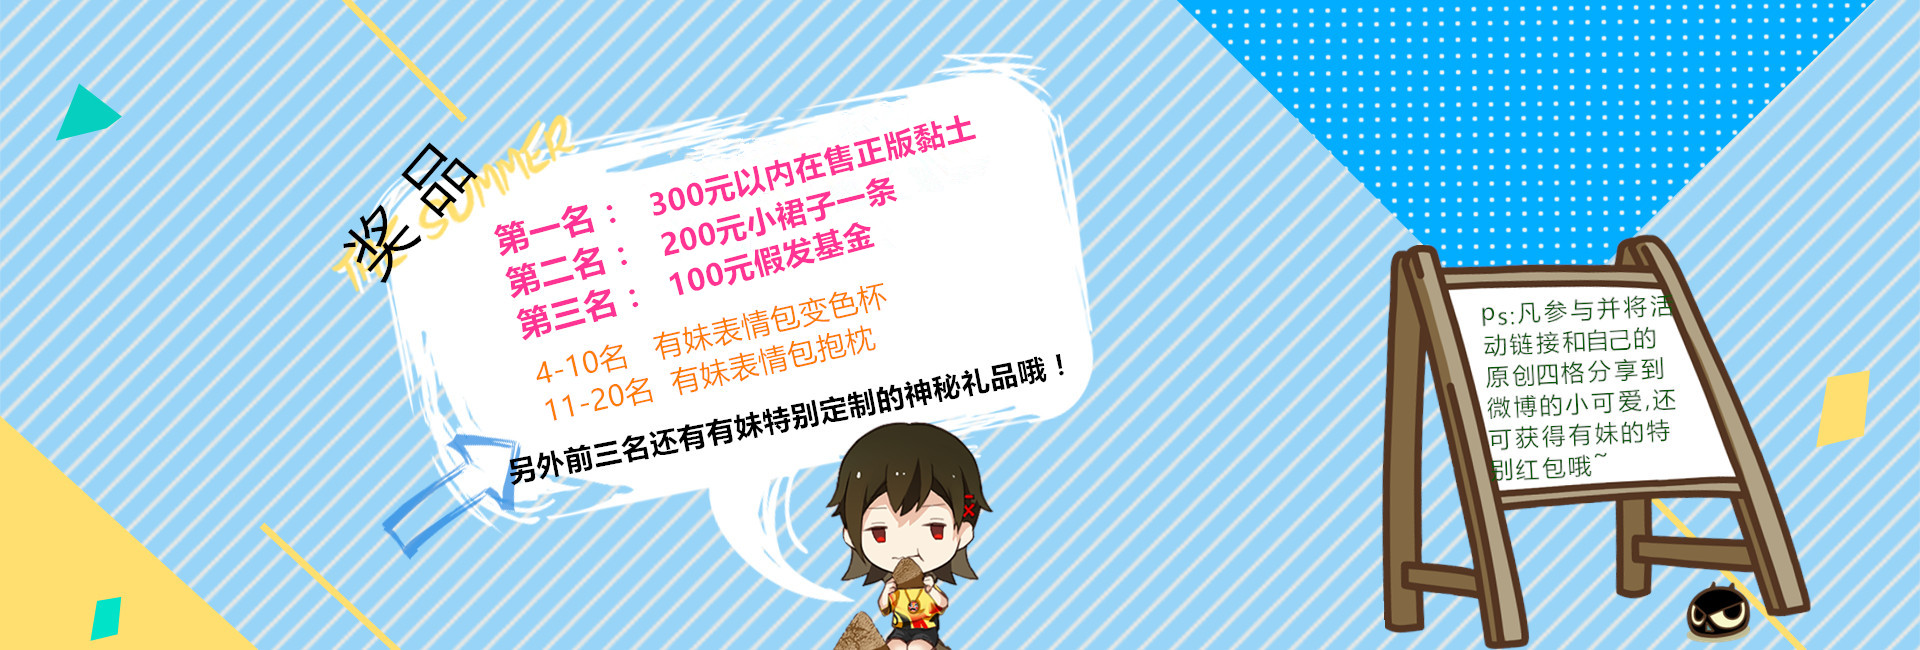 奖品
THE SUMMER
第一名： 300元以内在售正版黏土
第二名： 200元小裙子一条
第三名： 100元假发基金
4-10名 有妹表情包变色杯
11-20名 有妹表情包抱枕
另外前三名还有有妹特别定制的神秘礼品哦！
ps:凡参与并将活
动链接和自己的
原创四格分享到
微博的小可爱,还
可获得有妹的特
别红包哦~